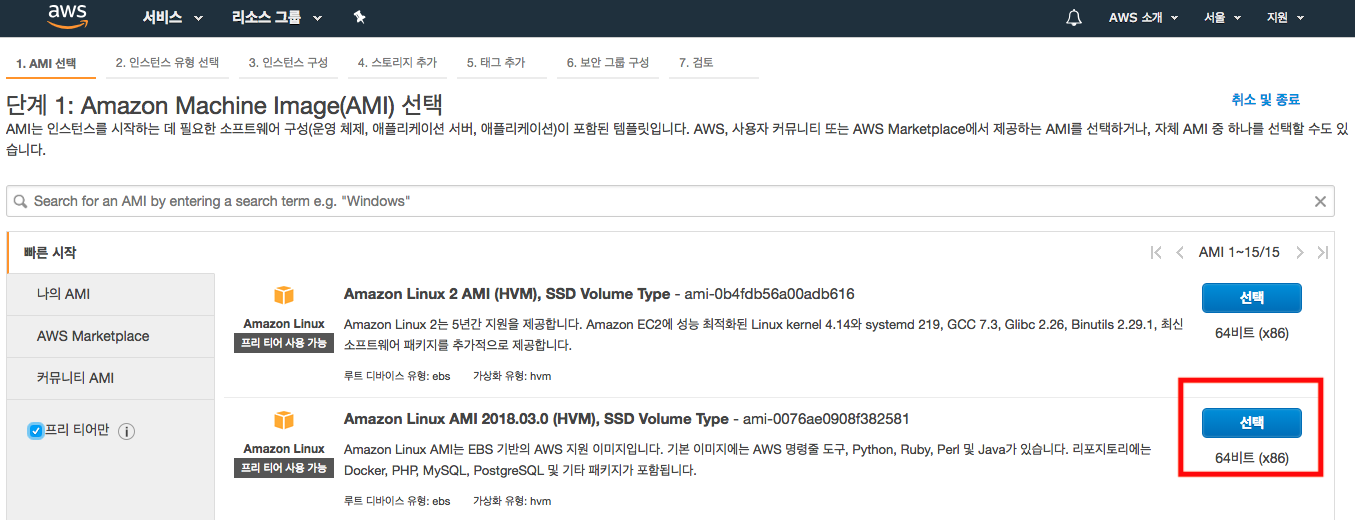 aws 서비스 리소스 그룹 AWS 소개 서울 지원
1. AMI 선택 2. 인스턴스 유형 선택 3. 인스턴스 구성 4. 스토리지 추가 5. 태그 추가 6. 보안 그룹 구성 7. 검토
단계 1: Amazon Machine Image(AMI) 선택
취소 및 종료
AMI는 인스턴스를 시작하는 데 필요한 소프트웨어 구성(운영 체제, 애플리케이션 서버, 애플리케이션)이 포함된 템플릿입니다. AWS, 사용자 커뮤니티 또는 AWS Marketplace에서 제공하는 AMI를 선택하거나, 자체 AMI 중 하나를 선택할 수도 있
습니다.
Search for an AMI by entering a search term e.g. "Windows"
빠른 시작
AMI 1~15/15
나의 AMI
AWS Marketplace
커뮤니티 AMI
프리 티어만
Amazon Linux
프리 티어 사용 가능
Amazon Linux 2 AMI (HVM), SSD Volume Type - ami-0b4fdb56a00adb616
Amazon Linux 2는 5년간 지원을 제공합니다. Amazon EC2에 성능 최적화된 Linux kernel 4.14와 systemd 219, GCC 7.3, Glibc 2.26, Binutils 2.29.1, 최신
소프트웨어 패키지를 추가적으로 제공합니다.
루트 디바이스 유형: ebs 가상화 유형: hvm
선택
64비트 (x86)
Amazon Linux
프리 티어 사용 가능
Amazon Linux AMI 2018.03.0 (HVM), SSD Volume Type - ami-0076ae0908f382581
Amazon Linux AMI는 EBS 기반의 AWS 지원 이미지입니다. 기본 이미지에는 AWS 명령줄 도구, Python, Ruby, Perl 및 Java가 있습니다. 리포지토리에는
Docker, PHP, MySQL, PostgreSQL 및 기타 패키지가 포함됩니다.
루트 디바이스 유형: ebs 가상화 유형: hvm
선택
64비트 (x86)